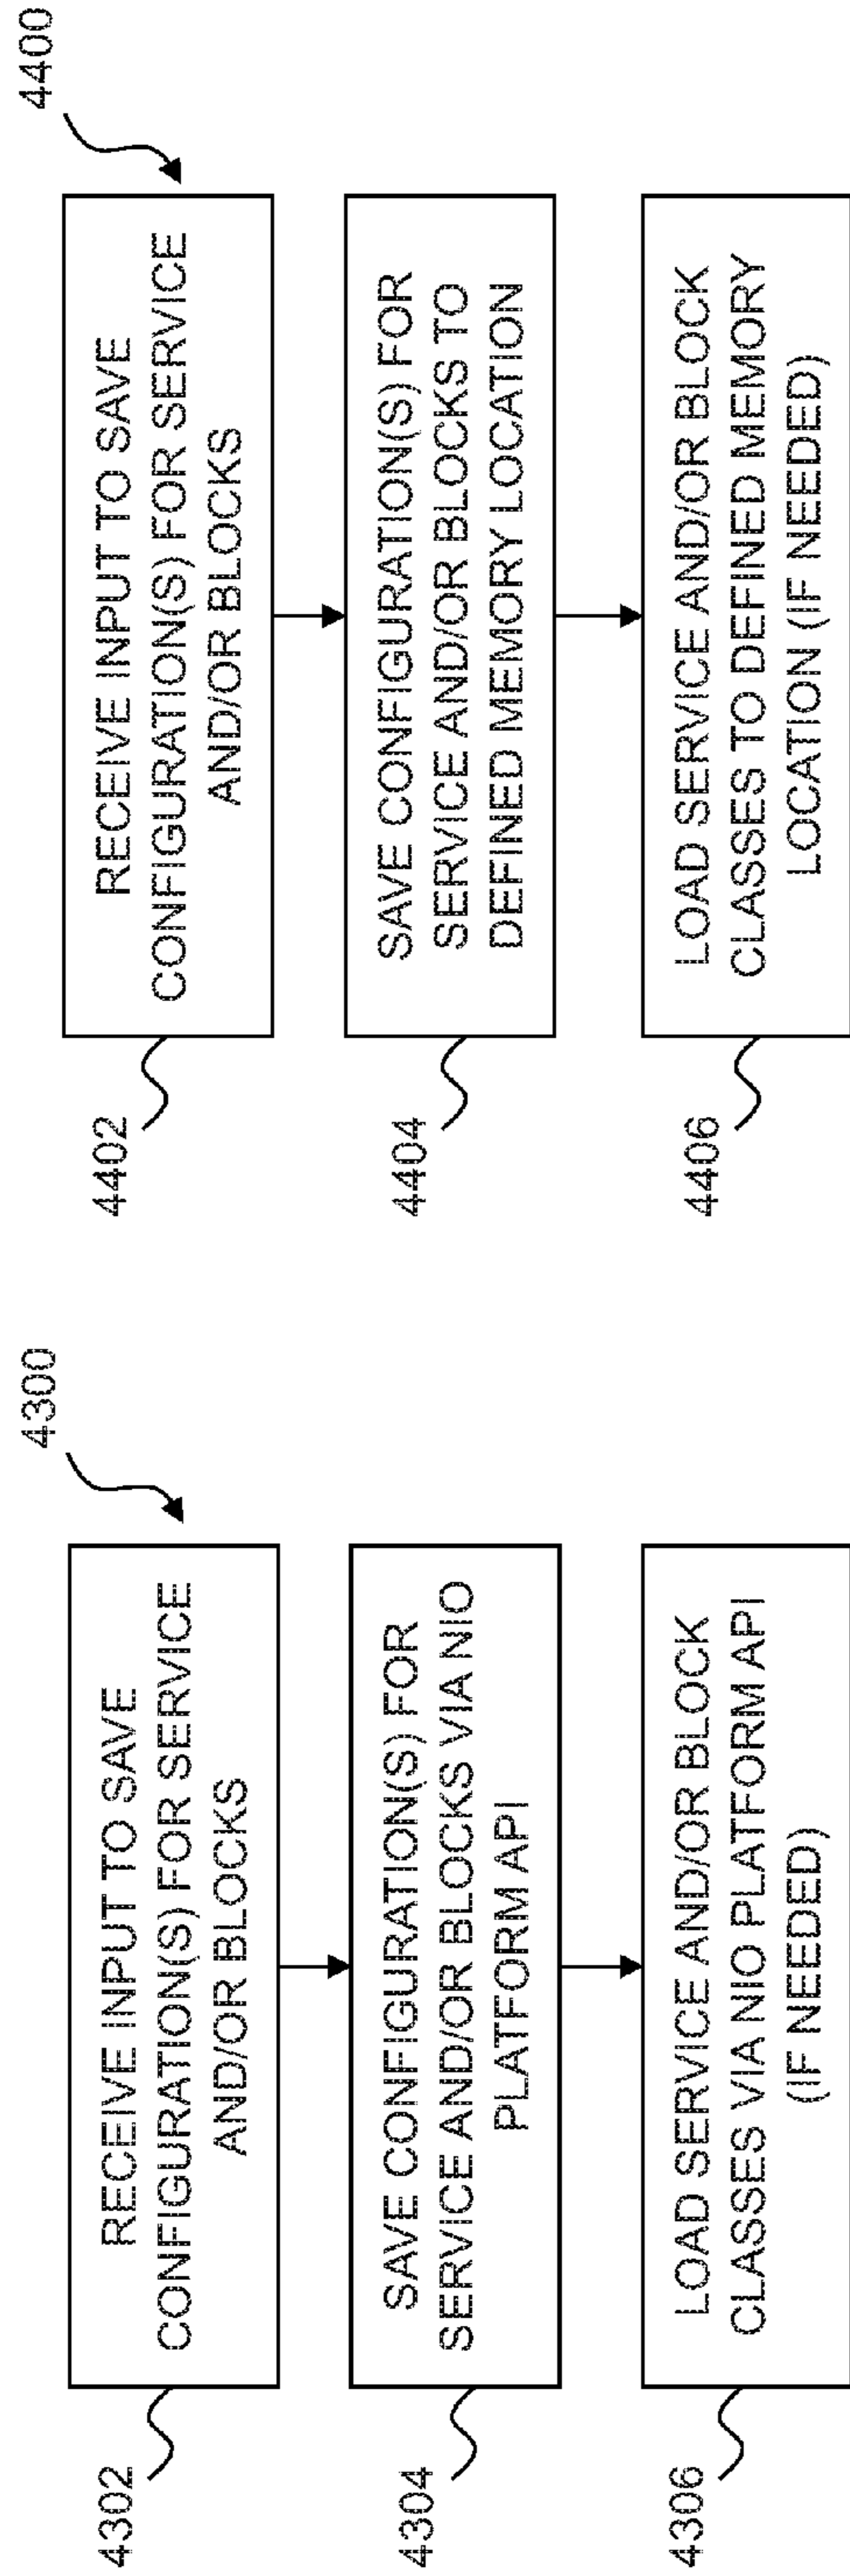 4300
4302
RECEIVE INPUT TO SAVE
CONFIGURATION(S) FOR SERVICE
AND/OR BLOCKS
4304
SAVE CONFIGURATION(S) FOR
SERVICE AND/OR BLOCKS VIA NIO
PLATFORM API
4306
LOAD SERVICE AND/OR BLOCK
CLASSES VIA NIO PLATFORM API
(IF NEEDED)
4400
4402
RECEIVE INPUT TO SAVE
CONFIGURATION(S) FOR SERVICE
AND/OR BLOCKS
4404
SAVE CONFIGURATION(S) FOR
SERVICE AND/OR BLOCKS TO
DEFINED MEMORY LOCATION
4406
LOAD SERVICE AND/OR BLOCK
CLASSES TO DEFINED MEMORY
LOCATION (IF NEEDED)